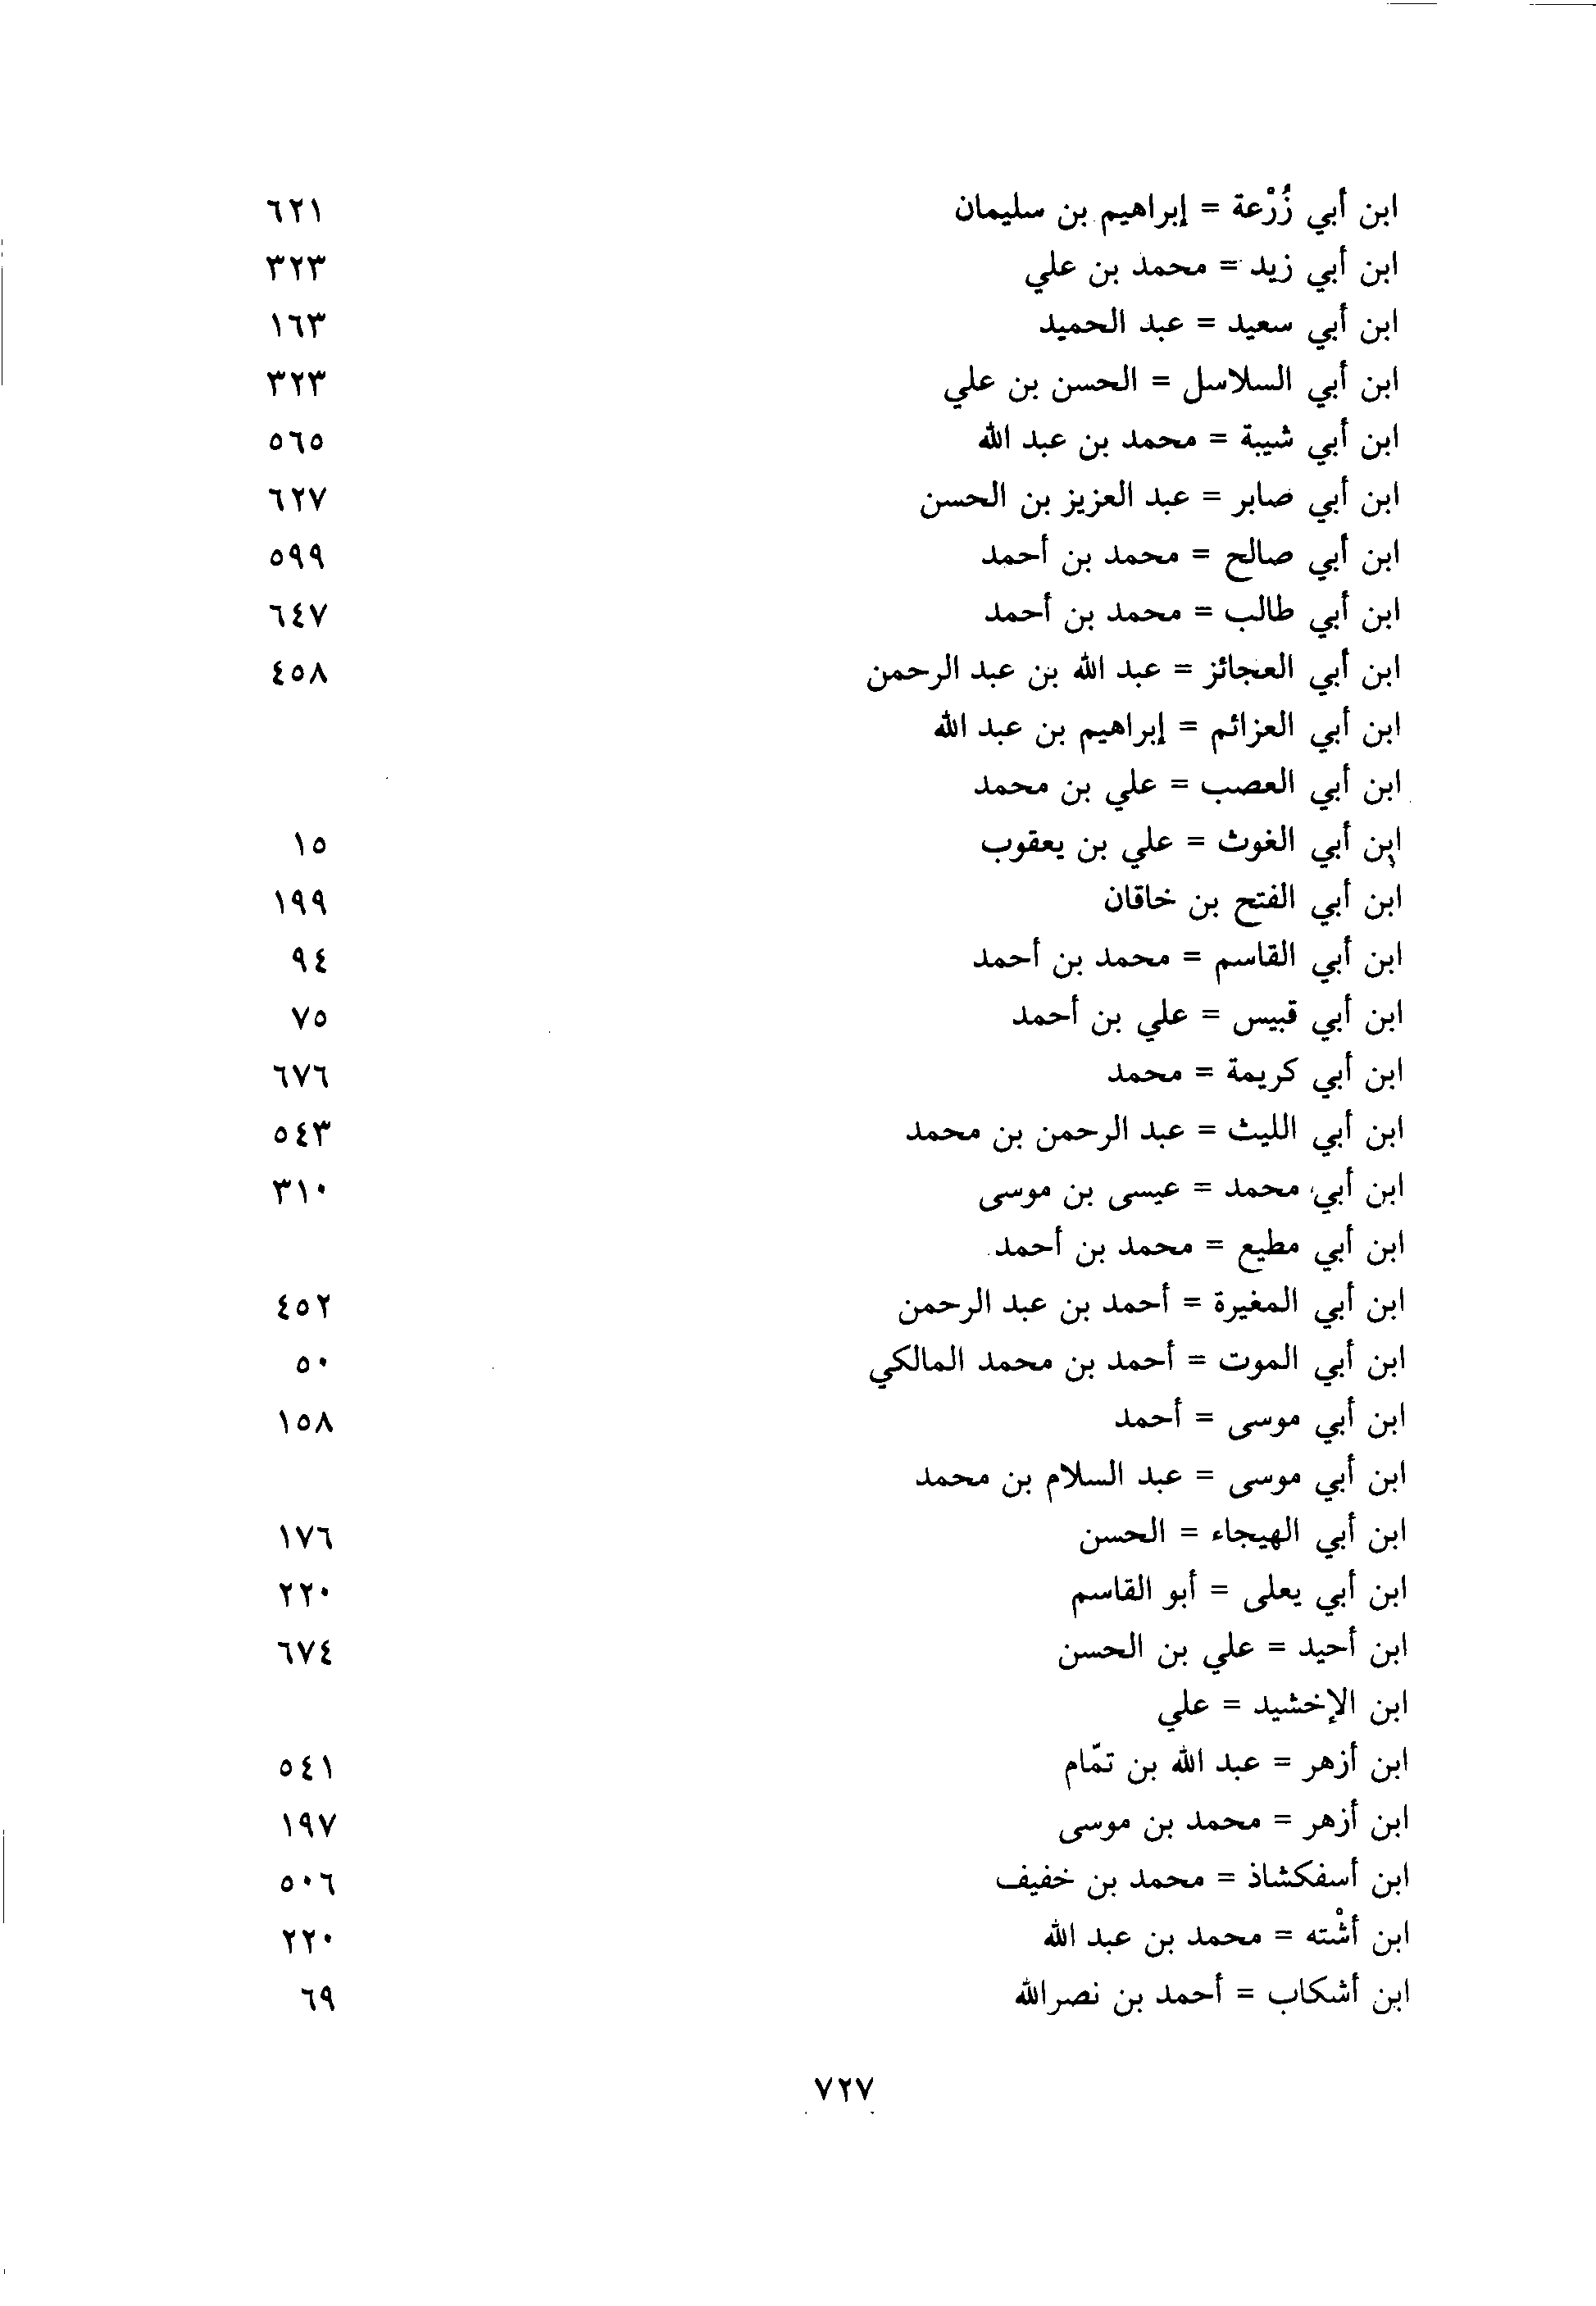 ابن أبي زُرْعة = إبراهيم بن سليمان ٦٢١
ابن أبي زيد = محمد بن علي ٣٢٣
ابن أبي سعيد = عبد الحميد ١٦٣
ابن أبي السلاسل = الحسن بن علي ٣٢٣
ابن أبي شيبة = محمد بن عبد الله ٥٦٥
ابن أبي صابر = عبد العزيز بن الحسن ٦٢٧
ابن أبي صالح = محمد بن أحمد ٥٩٩
ابن أبي طالب = محمد بن أحمد ٦٤٧
ابن أبي العجائز = عبد الله بن عبد الرحمن ٤٥٨
ابن أبي العزائم = إبراهيم بن عبد الله
ابن أبي العصب = علي بن محمد
ابن أبي الغوث = علي بن يعقوب ١٥
ابن أبي الفتح بن خاقان ١٩٩
ابن أبي القاسم = محمد بن أحمد ٩٤
ابن أبي قبيس = علي بن أحمد ٧٥
ابن أبي كريمة = محمد ٦٧٦
ابن أبي الليث = عبد الرحمن بن محمد ٥٤٣
ابن أبي محمد = عيسى بن موسى ٣١٠
ابن أبي مطيع = محمد بن أحمد
ابن أبي المغيرة = أحمد بن عبد الرحمن ٤٥٢
ابن أبي الموت = أحمد بن محمد المالكي ٥٠
ابن أبي موسى = أحمد ١٥٨
ابن أبي موسى = عبد السلام بن محمد
ابن أبي الهيجاء = الحسن ١٧٦
ابن أبي يعلى = أبو القاسم ٢٢٠
ابن أحيد = علي بن الحسن ٦٧٤
ابن الإخشيد = علي
ابن أزهر = عبد الله بن تمّام ٥٤١
ابن أزهر = محمد بن موسى ١٩٧
ابن أسفكشاذ = محمد بن خفيف ٥٠٦
ابن أشْته = محمد بن عبد الله ٢٢٠
ابن أشكاب = أحمد بن نصرالله ٦٩
٧٢٧